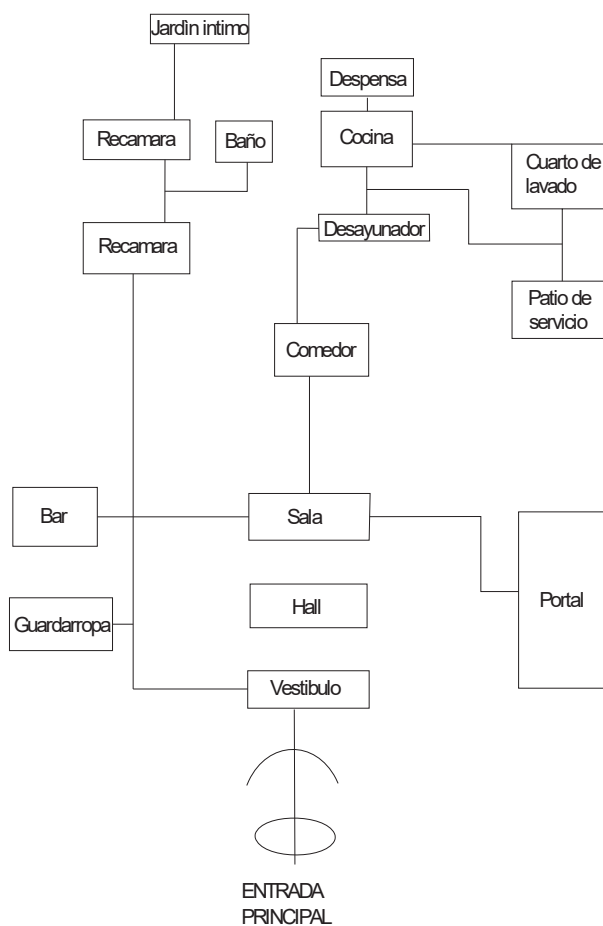 Jardìn intimo
Despensa
Recamara
Baño
Cocina
Cuarto de
lavado
Recamara
Desayunador
Patio de
servicio
Comedor
Bar
Sala
Portal
Hall
Guardarropa
Vestibulo
ENTRADA
PRINCIPAL